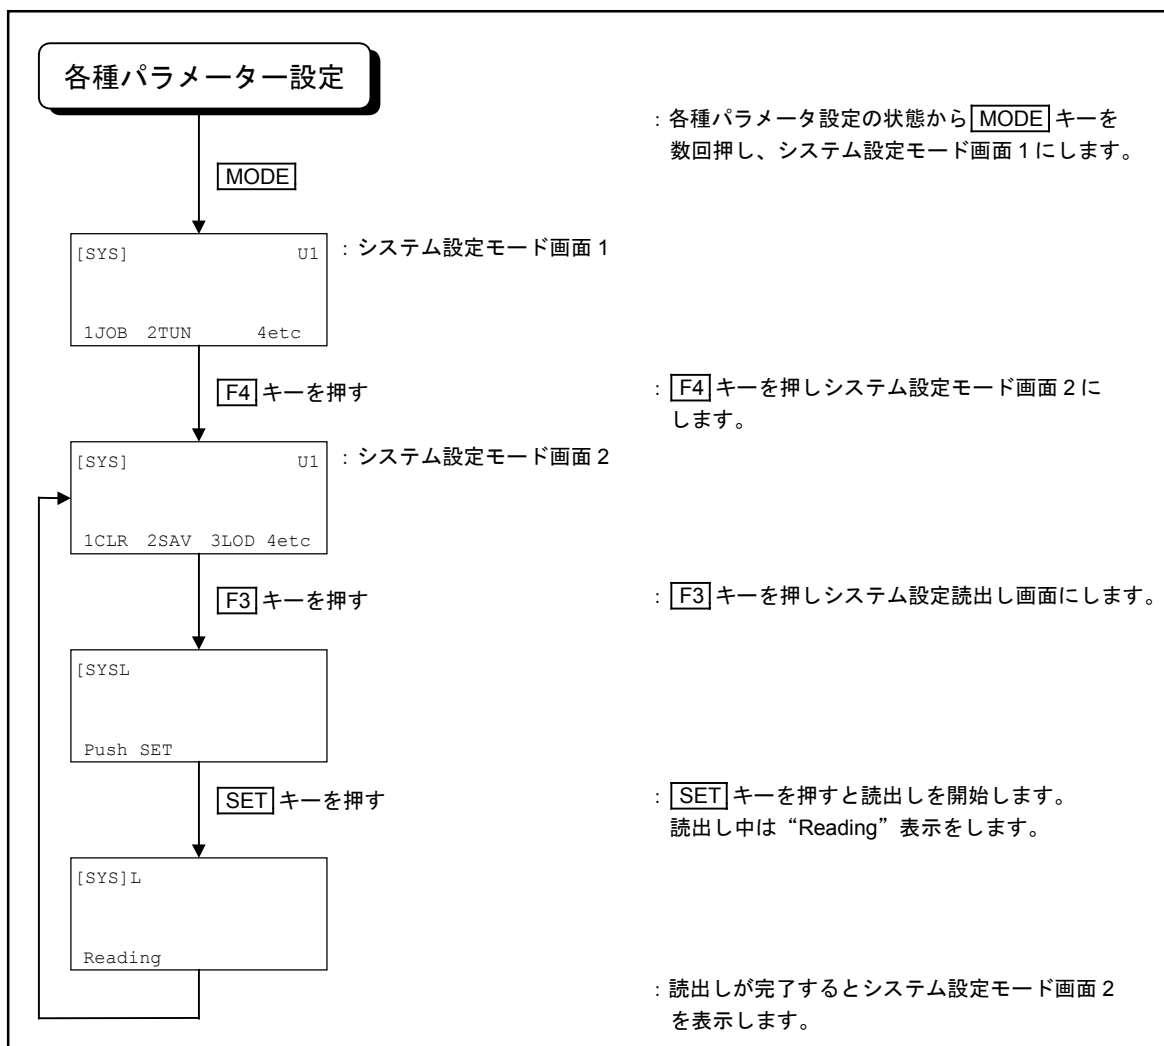 各種パラメーター設定
: 各種パラメータ設定の状態から MODE キーを
数回押し、システム設定モード画面 1 にします。
MODE
[SYS] U1
: システム設定モード画面 1
1JOB 2TUN 4etc
F4 キーを押す
: F4 キーを押しシステム設定モード画面 2 に
します。
[SYS] U1
: システム設定モード画面 2
1CLR 2SAV 3LOD 4etc
F3 キーを押す
: F3 キーを押しシステム設定読出し画面にします。
[SYSL
Push SET
SET キーを押す
: SET キーを押すと読出しを開始します。
読出し中は“Reading”表示をします。
[SYS]L
Reading
: 読出しが完了するとシステム設定モード画面 2
を表示します。